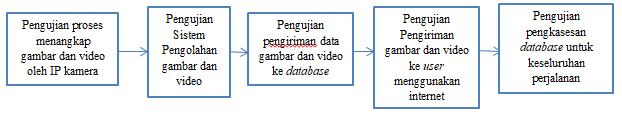 Pengujian proses
menangkap
gambar dan video
oleh IP kamera
Pengujian
Sistem
Pengolahan
gambar dan
video
Pengujian
pengiriman data
gambar dan video
ke database
Pengujian
Pengiriman
gambar dan video
ke user
menggunakan
internet
Pengujian
pengkasesan
database untuk
keseluruhan
perjalanan